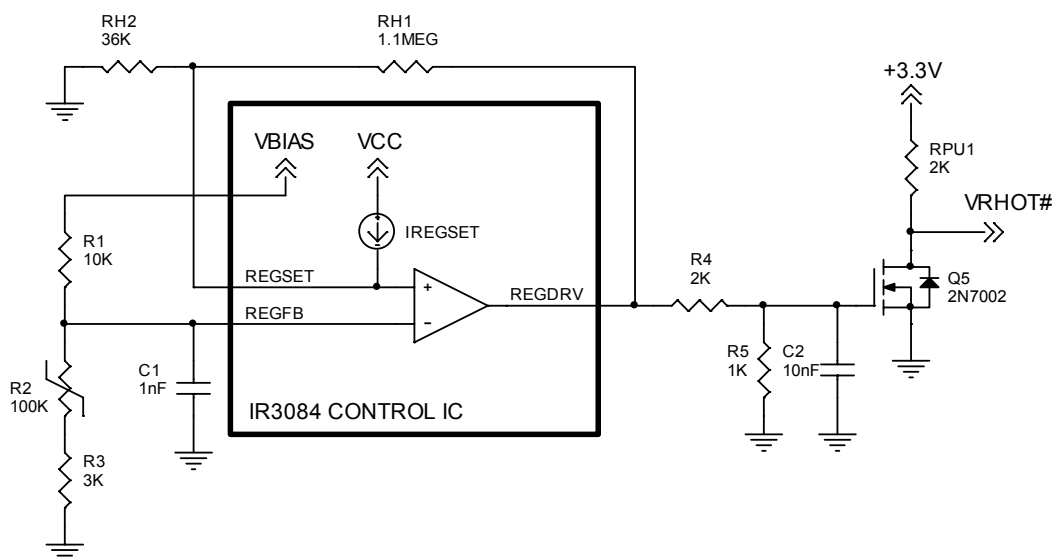 RH2
36K
RH1
1.1MEG
+3.3V
VBIAS
VCC
RPU1
2K
VRHOT#
R1
10K
IREGSET
REGSET
+
REGDRV
R4
2K
Q5
2N7002
REGFB
-
R2
100K
C1
1nF
R5
1K
C2
10nF
IR3084 CONTROL IC
R3
3K